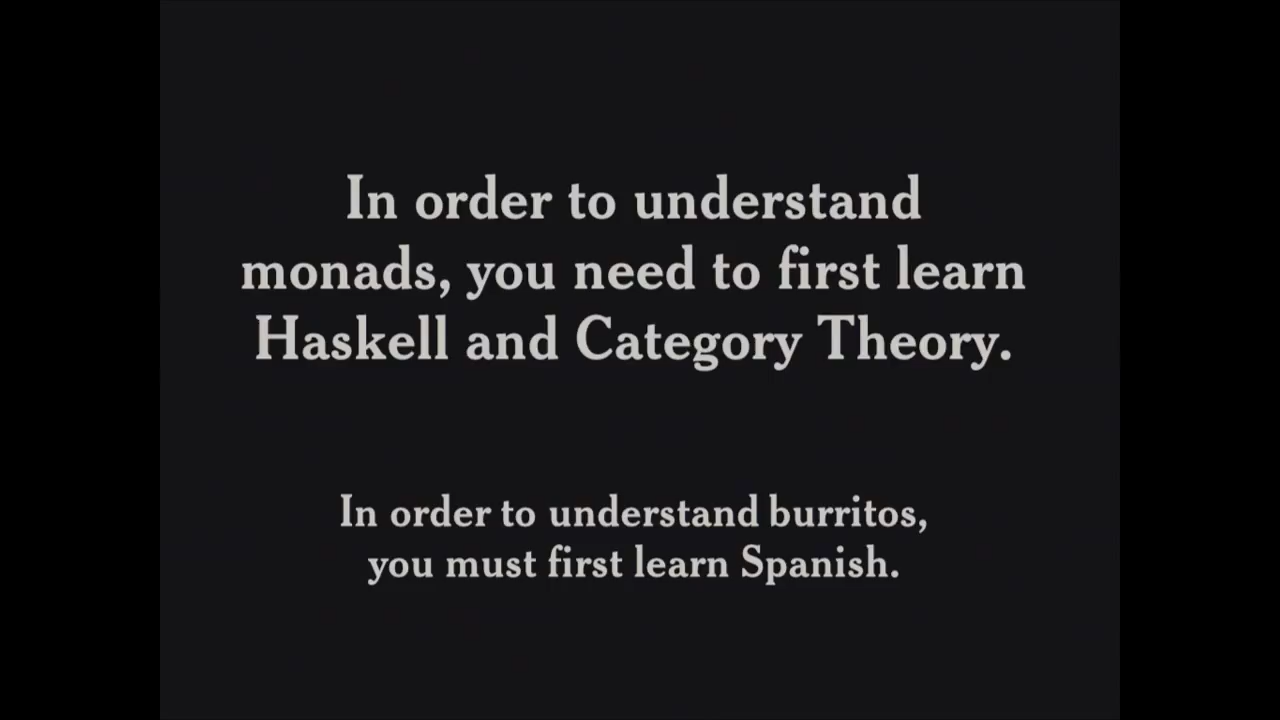 In order to understand
monads, you need to first learn
Haskell and Category Theory.
In order to understand burritos,
you must first learn Spanish.